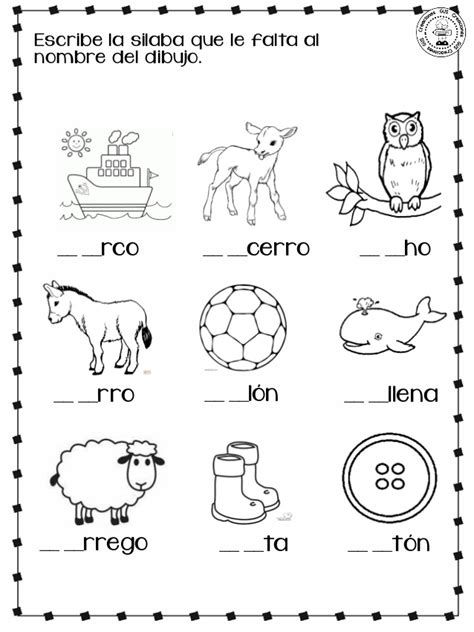 Escribe la silaba que le falta al
nombre del dibujo.
__ __rco __ __cerro __ __ho
__ __rro __ __lón __ __llena
__ __rrego __ __ta __ __tón